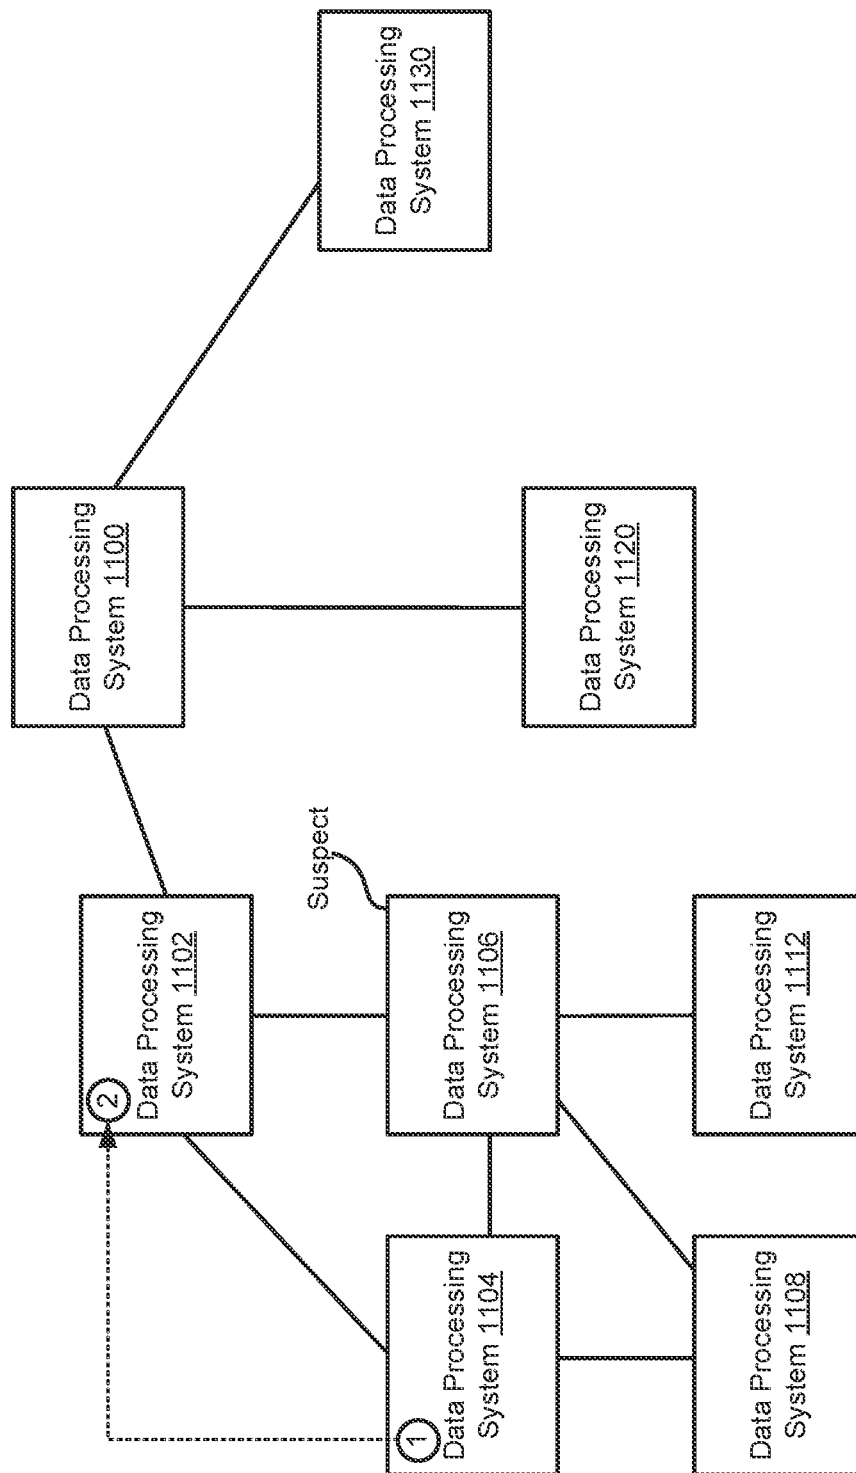 Data Processing
System 1130
Data Processing
System 1100
Data Processing
System 1120
Suspect
2
Data Processing
System 1102
Data Processing
System 1106
Data Processing
System 1112
1
Data Processing
System 1104
Data Processing
System 1108